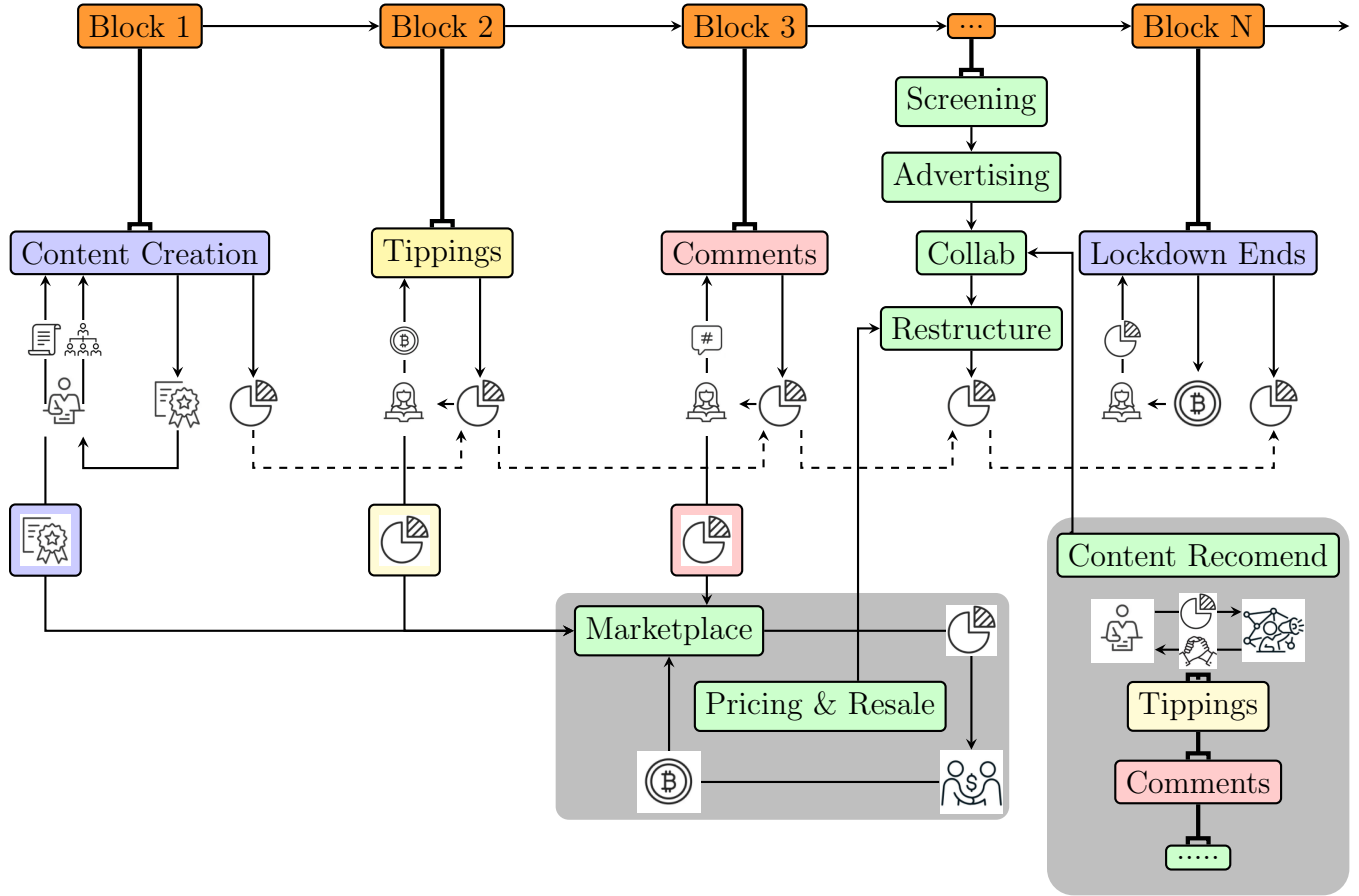 Block 1
Block 2
Block 3
...
Block N
Screening
Advertising
Content Creation
Tippings
Comments
Collab
Lockdown Ends
Restructure
#
Content Recomend
Marketplace
Pricing & Resale
$
Tippings
Comments
.....